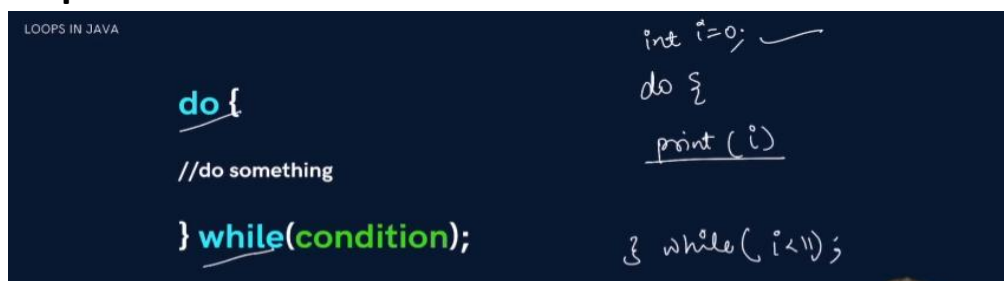 LOOPS IN JAVA
do {
//do something
} while(condition);
int i=0;
do {
print (i)
} while( i<11);